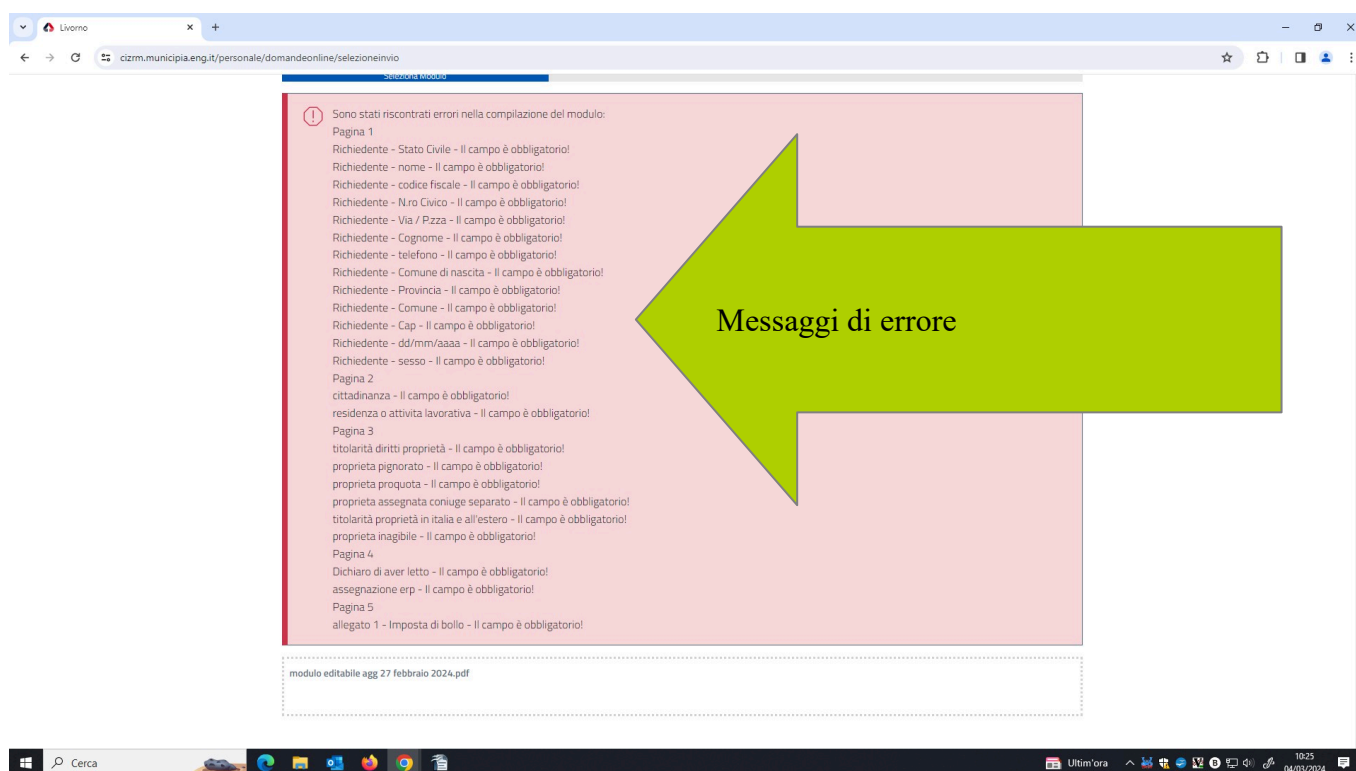 Livorno
cizrm.municipia.eng.it/personale/domandeonline/selezioneinvio
Seleziona Modulo
Sono stati riscontrati errori nella compilazione del modulo:
Pagina 1
Richiedente - Stato Civile - Il campo è obbligatorio!
Richiedente - nome - Il campo è obbligatorio!
Richiedente - codice fiscale - Il campo è obbligatorio!
Richiedente - N.ro Civico - Il campo è obbligatorio!
Richiedente - Via / P.zza - Il campo è obbligatorio!
Richiedente - Cognome - Il campo è obbligatorio!
Richiedente - telefono - Il campo è obbligatorio!
Richiedente - Comune di nascita - Il campo è obbligatorio!
Richiedente - Provincia - Il campo è obbligatorio!
Richiedente - Comune - Il campo è obbligatorio!
Richiedente - Cap - Il campo è obbligatorio!
Richiedente - dd/mm/aaaa - Il campo è obbligatorio!
Richiedente - sesso - Il campo è obbligatorio!
Pagina 2
cittadinanza - Il campo è obbligatorio!
residenza o attivita lavorativa - Il campo è obbligatorio!
Pagina 3
titolarità diritti proprietà - Il campo è obbligatorio!
proprieta pignorato - Il campo è obbligatorio!
proprieta proquota - Il campo è obbligatorio!
proprieta assegnata coniuge separato - Il campo è obbligatorio!
titolarità proprietà in italia e all'estero - Il campo è obbligatorio!
proprieta inagibile - Il campo è obbligatorio!
Pagina 4
Dichiaro di aver letto - Il campo è obbligatorio!
assegnazione erp - Il campo è obbligatorio!
Pagina 5
allegato 1 - Imposta di bollo - Il campo è obbligatorio!
Messaggi di errore
modulo editabile agg 27 febbraio 2024.pdf
Cerca
Ultim'ora
10:25
04/03/2024